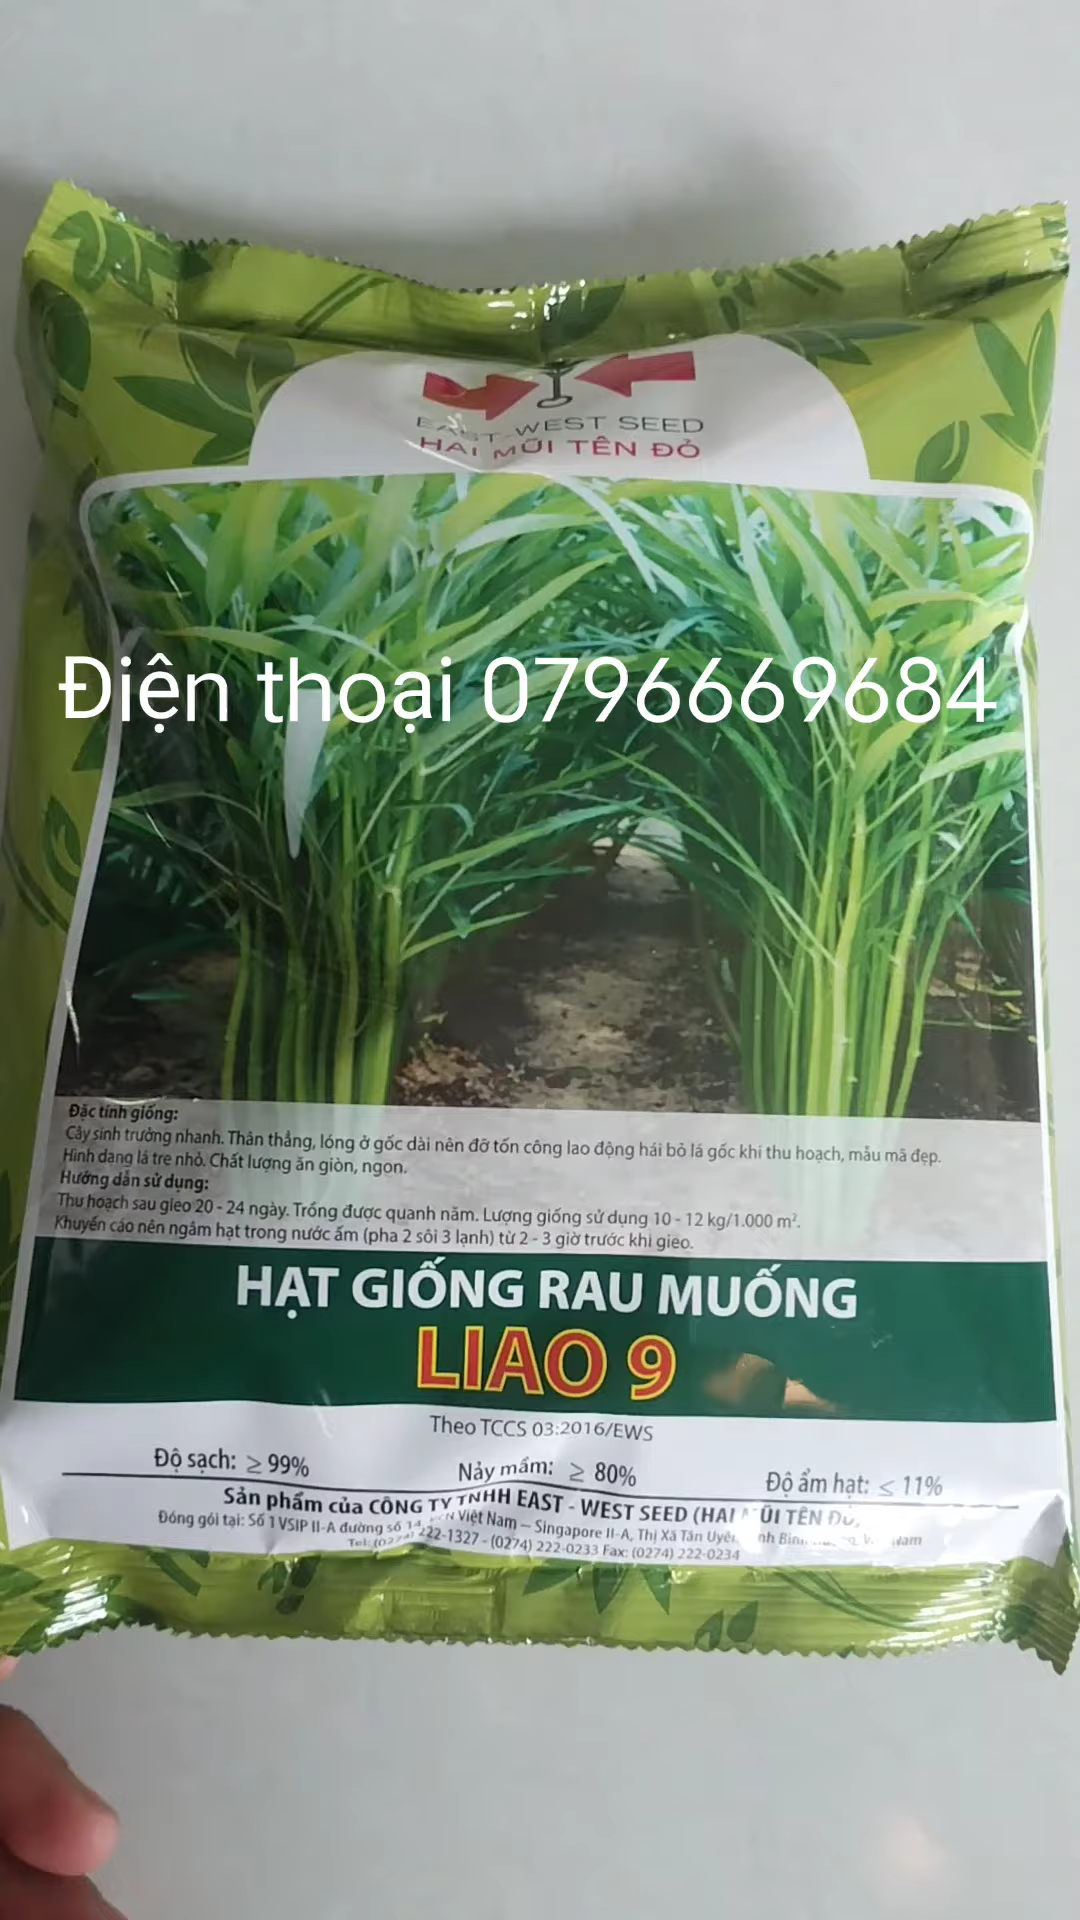 EAST-WEST SEED
HAI MŨI TÊN ĐỎ
Điện thoại 0796669684
Đặc tính giống:
Cây sinh trưởng nhanh. Thân thẳng, lóng ở gốc dài nên đỡ tốn công lao động hái bỏ lá gốc khi thu hoạch, mẫu mã đẹp.
Hình dạng lá tre nhỏ. Chất lượng ăn giòn, ngon.
Hướng dẫn sử dụng:
Thu hoạch sau gieo 20 - 24 ngày. Trồng được quanh năm. Lượng giống sử dụng 10 - 12 kg/1.000 m².
Khuyến cáo nên ngâm hạt trong nước ấm (pha 2 sôi 3 lạnh) từ 2 - 3 giờ trước khi gieo.
HẠT GIỐNG RAU MUỐNG
LIAO 9
Theo TCCS 03:2016/EWS
Độ sạch: ≥ 99% Nảy mầm: ≥ 80% Độ ẩm hạt: ≤ 11%
Sản phẩm của CÔNG TY TNHH EAST - WEST SEED (HAI MŨI TÊN ĐỎ)
Đóng gói tại: Số 1 VSIP II-A đường số 14, Việt Nam – Singapore II-A, Thị Xã Tân Uyên
Tel: (0274) 222-1327 - (0274) 222-0233 Fax: (0274) 222-0234